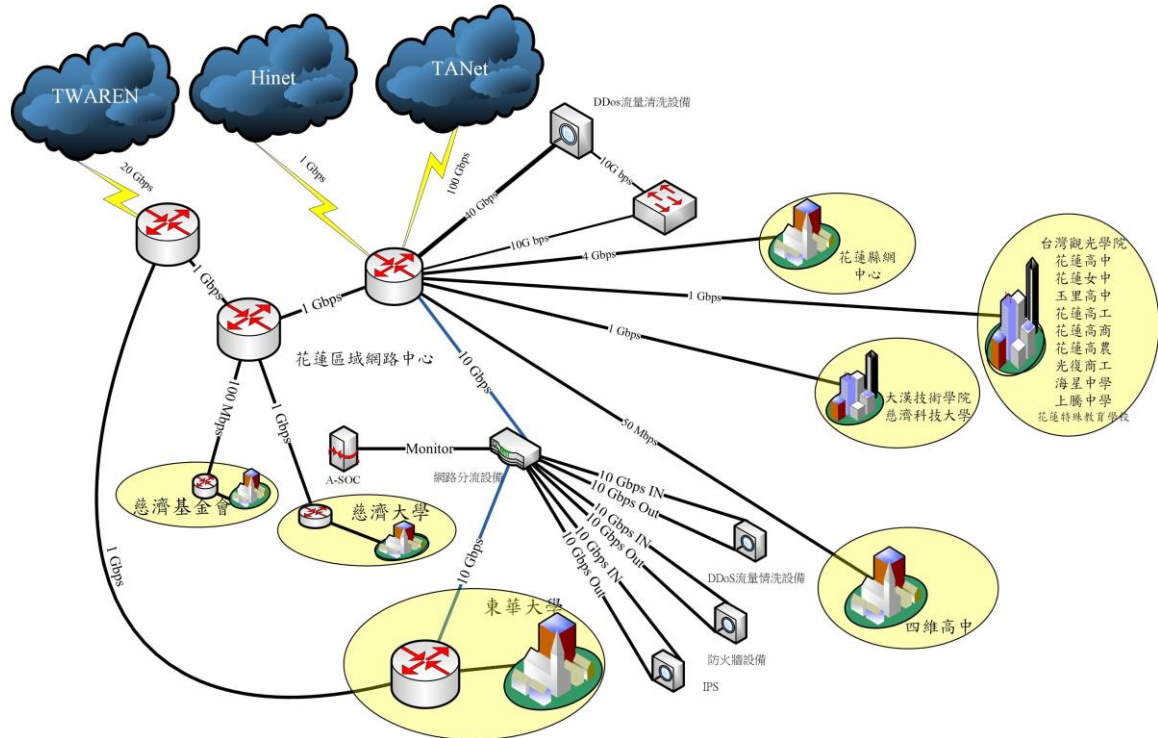 TWAREN
Hinet
TANet
20 Gbps
1 Gbps
100 Gbps
DDos流量清洗設備
40 Gbps
10G bps
10G bps
4 Gbps
花蓮縣網
中心
1 Gbps
台灣觀光學院
花蓮高中
花蓮女中
玉里高中
花蓮高工
花蓮高商
花蓮高農
光復商工
海星中學
上騰中學
花蓮特殊教育學校
1 Gbps
大漢技術學院
慈濟科技大學
1 Gbps
1 Gbps
花蓮區域網路中心
10 Gbps
50 Mbps
100 Mbps
1 Gbps
A-SOC
Monitor
網路分流設備
慈濟基金會
慈濟大學
10 Gbps IN
10 Gbps Out
10 Gbps IN
10 Gbps Out
10 Gbps IN
10 Gbps Out
DDoS流量情洗設備
防火牆設備
IPS
1 Gbps
10 Gbps
東華大學
四維高中